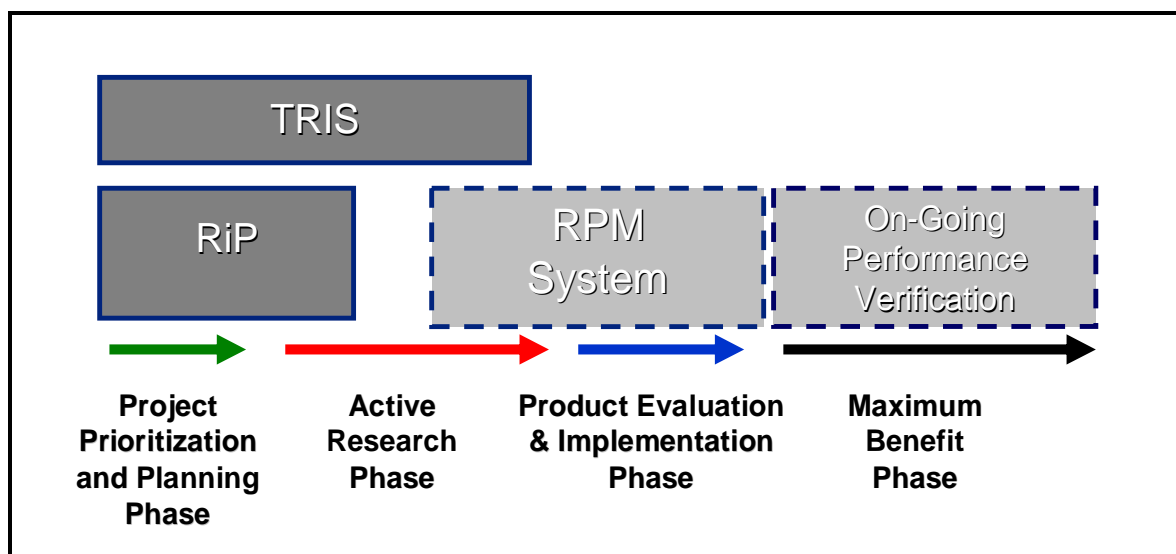 TRIS
RiP
RPM
System
On-Going
Performance
Verification
Project
Prioritization
and Planning
Phase
Active
Research
Phase
Product Evaluation
& Implementation
Phase
Maximum
Benefit
Phase